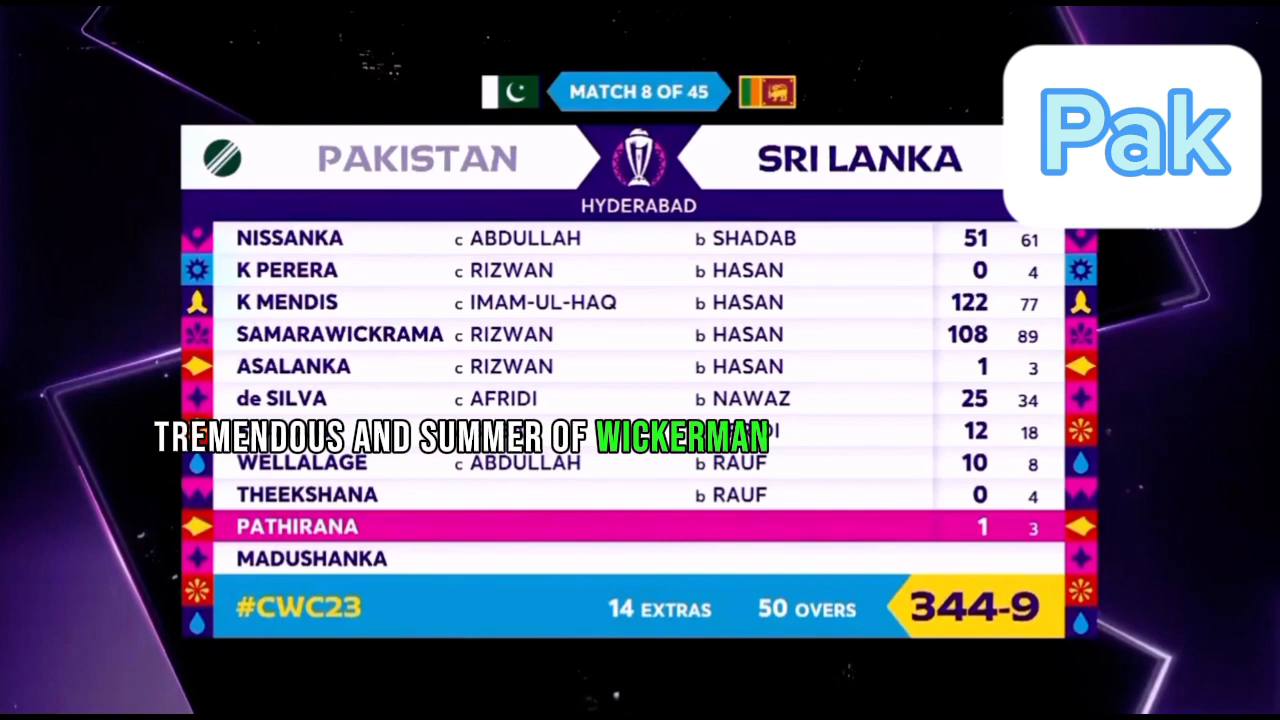 MATCH 8 OF 45
Pak
PAKISTAN SRI LANKA
HYDERABAD
NISSANKA c ABDULLAH b SHADAB 51 61
K PERERA c RIZWAN b HASAN 0 4
K MENDIS c IMAM-UL-HAQ b HASAN 122 77
SAMARAWICKRAMA c RIZWAN b HASAN 108 89
ASALANKA c RIZWAN b HASAN 1 3
de SILVA c AFRIDI b NAWAZ 25 34
TREMENDOUS AND SUMMER OF WICKERMAN
12 18
WELLALAGE c ABDULLAH b RAUF 10 8
THEEKSHANA b RAUF 0 4
PATHIRANA 1 3
MADUSHANKA
#CWC23 14 EXTRAS 50 OVERS 344-9